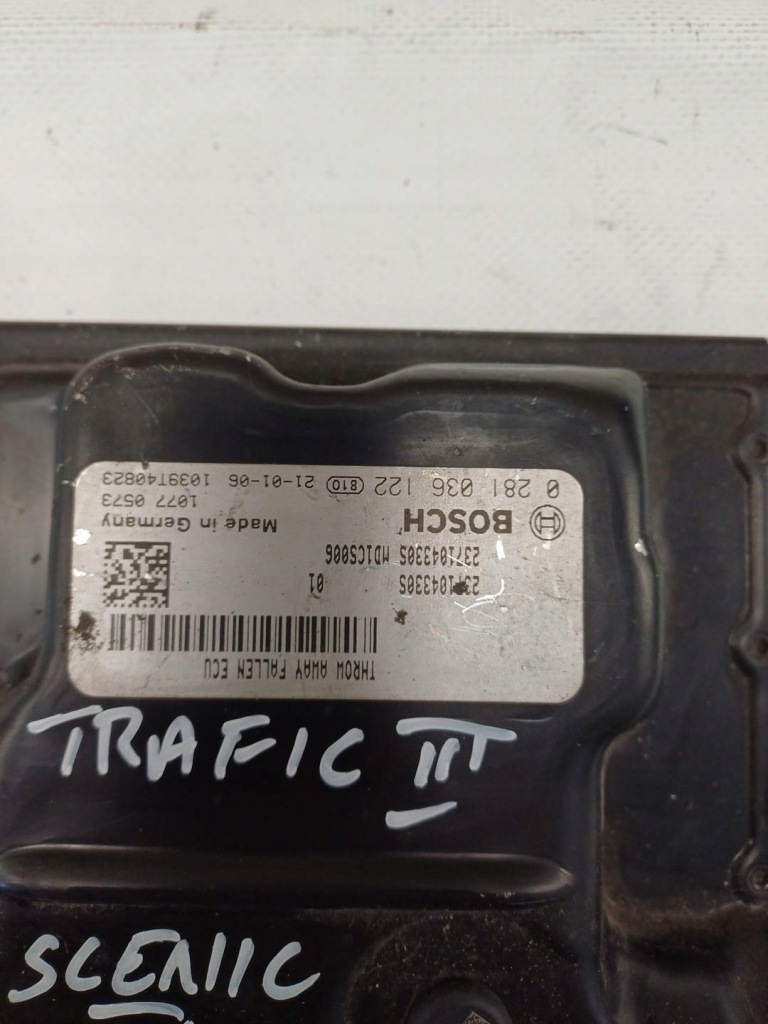 THROW AWAY FALLEN ECU
237104330S 01
237104330S MD1CS006
BOSCH Made in Germany
1077 0573
0 281 036 122 810 21-01-06 1039T40823
TRAFIC III
SCENIC